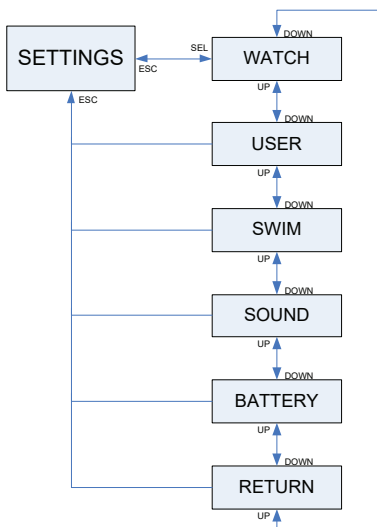 DOWN
SETTINGS
SEL
ESC
WATCH
ESC
UP
DOWN
USER
UP
DOWN
SWIM
UP
DOWN
SOUND
UP
DOWN
BATTERY
UP
DOWN
RETURN
UP